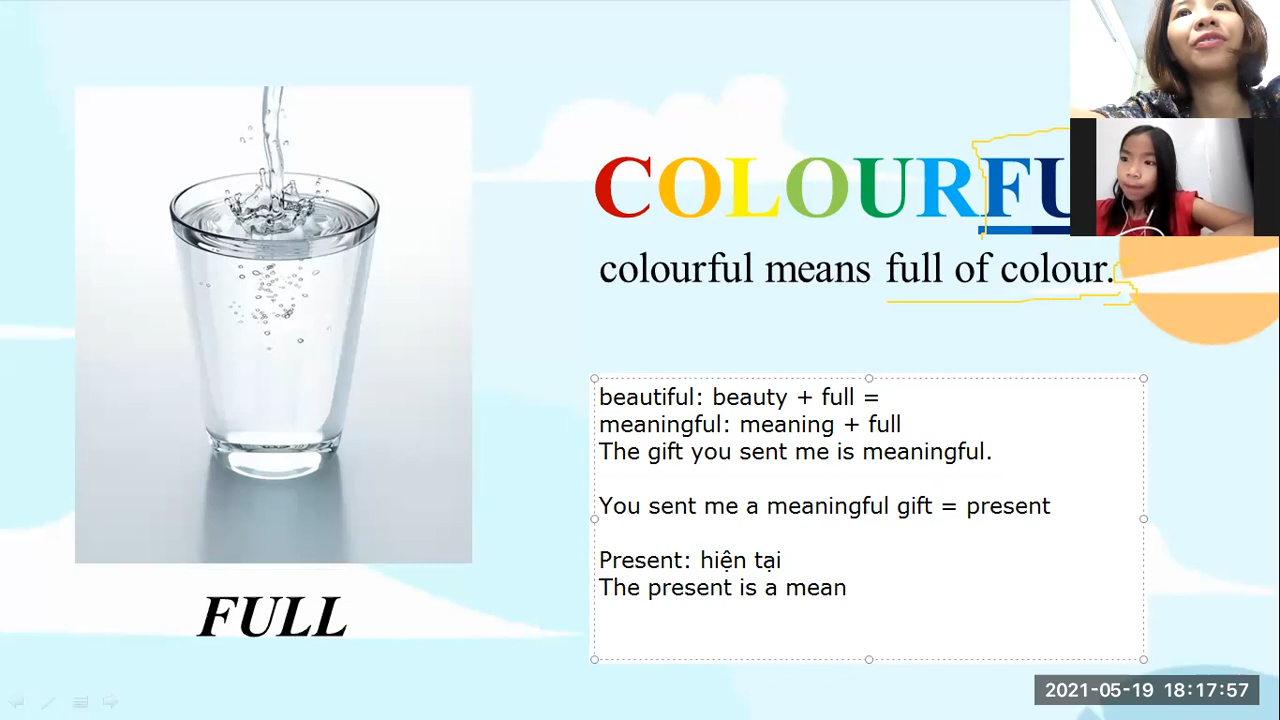 COLOURFU
colourful means full of colour.
beautiful: beauty + full =
meaningful: meaning + full
The gift you sent me is meaningful.
You sent me a meaningful gift = present
Present: hiện tại
The present is a mean
FULL
2021-05-19 18:17:57